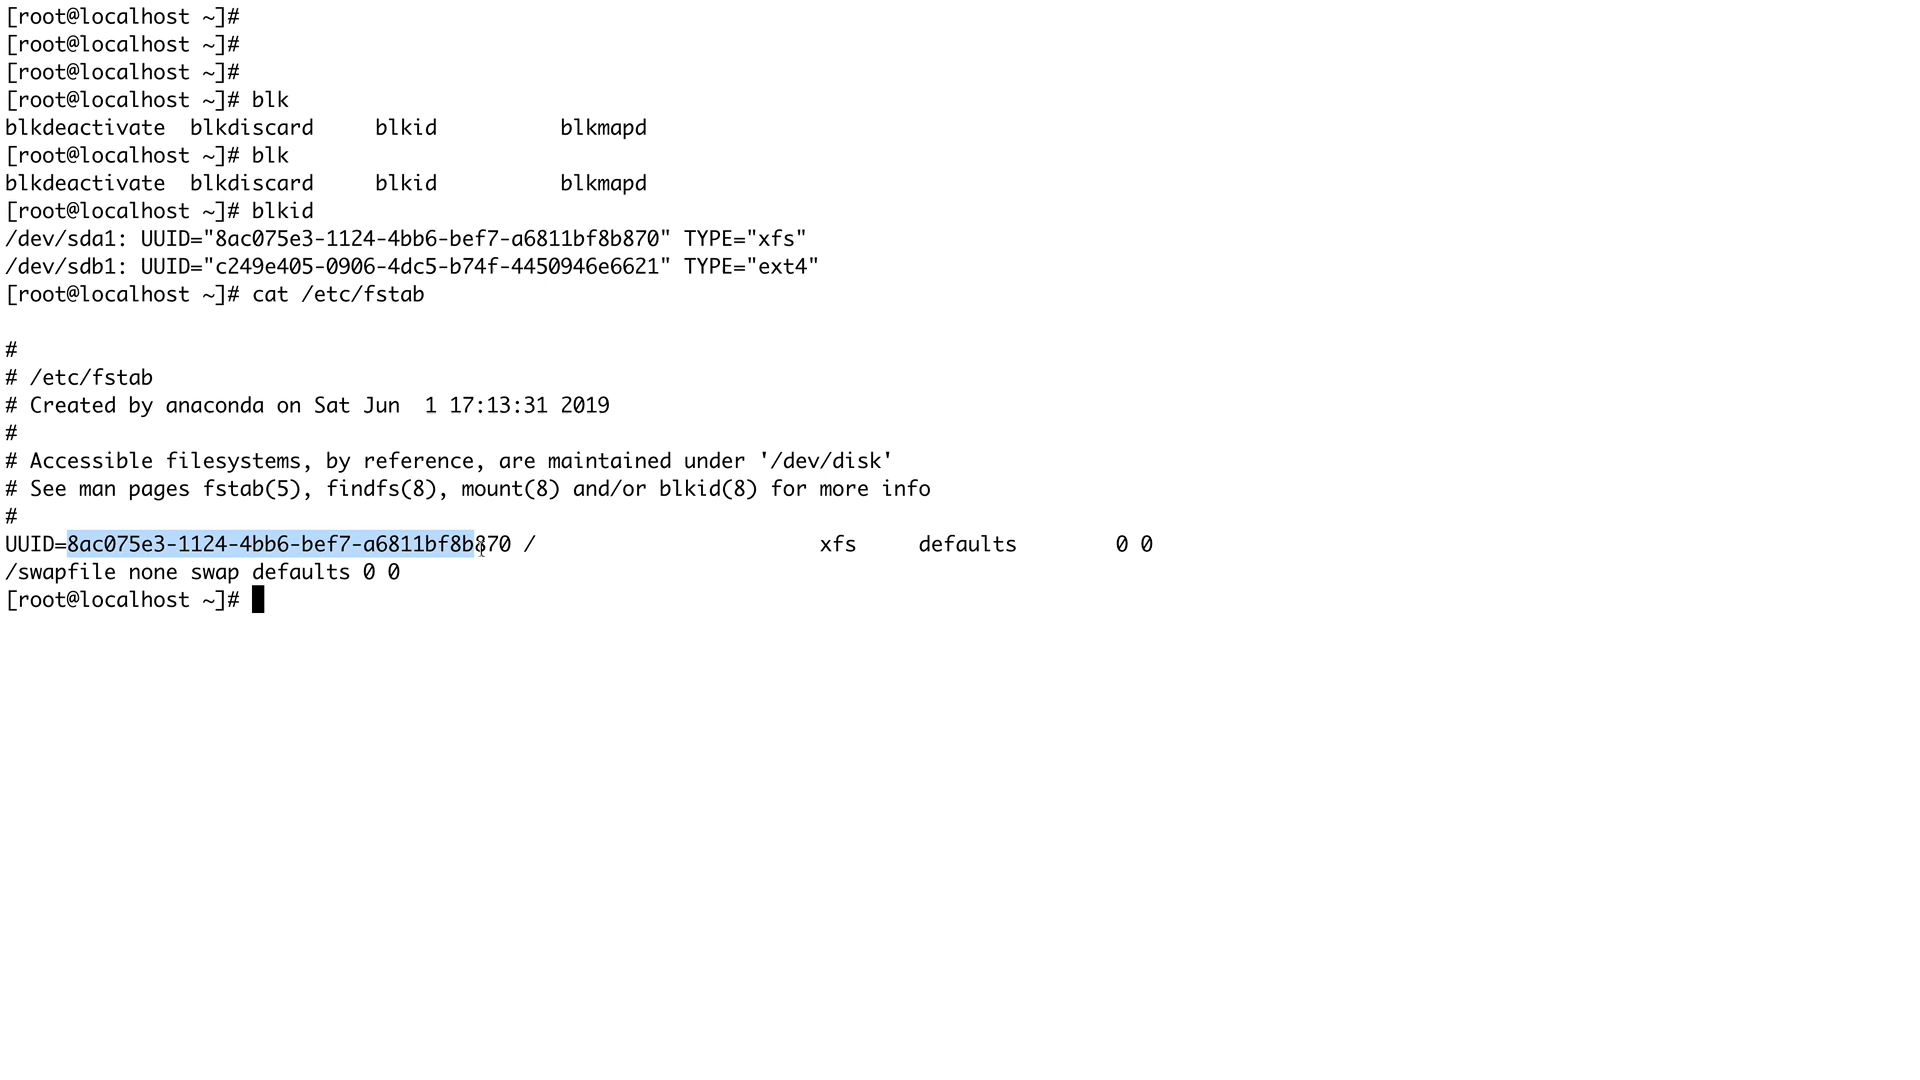 [root@localhost ~]#
[root@localhost ~]#
[root@localhost ~]#
[root@localhost ~]# blk
blkdeactivate  blkdiscard     blkid          blkmapd
[root@localhost ~]# blk
blkdeactivate  blkdiscard     blkid          blkmapd
[root@localhost ~]# blkid
/dev/sda1: UUID="8ac075e3-1124-4bb6-bef7-a6811bf8b870" TYPE="xfs"
/dev/sdb1: UUID="c249e405-0906-4dc5-b74f-4450946e6621" TYPE="ext4"
[root@localhost ~]# cat /etc/fstab

#
# /etc/fstab
# Created by anaconda on Sat Jun  1 17:13:31 2019
#
# Accessible filesystems, by reference, are maintained under '/dev/disk'
# See man pages fstab(5), findfs(8), mount(8) and/or blkid(8) for more info
#
UUID=8ac075e3-1124-4bb6-bef7-a6811bf8b870 /                       xfs     defaults        0 0
/swapfile none swap defaults 0 0
[root@localhost ~]#